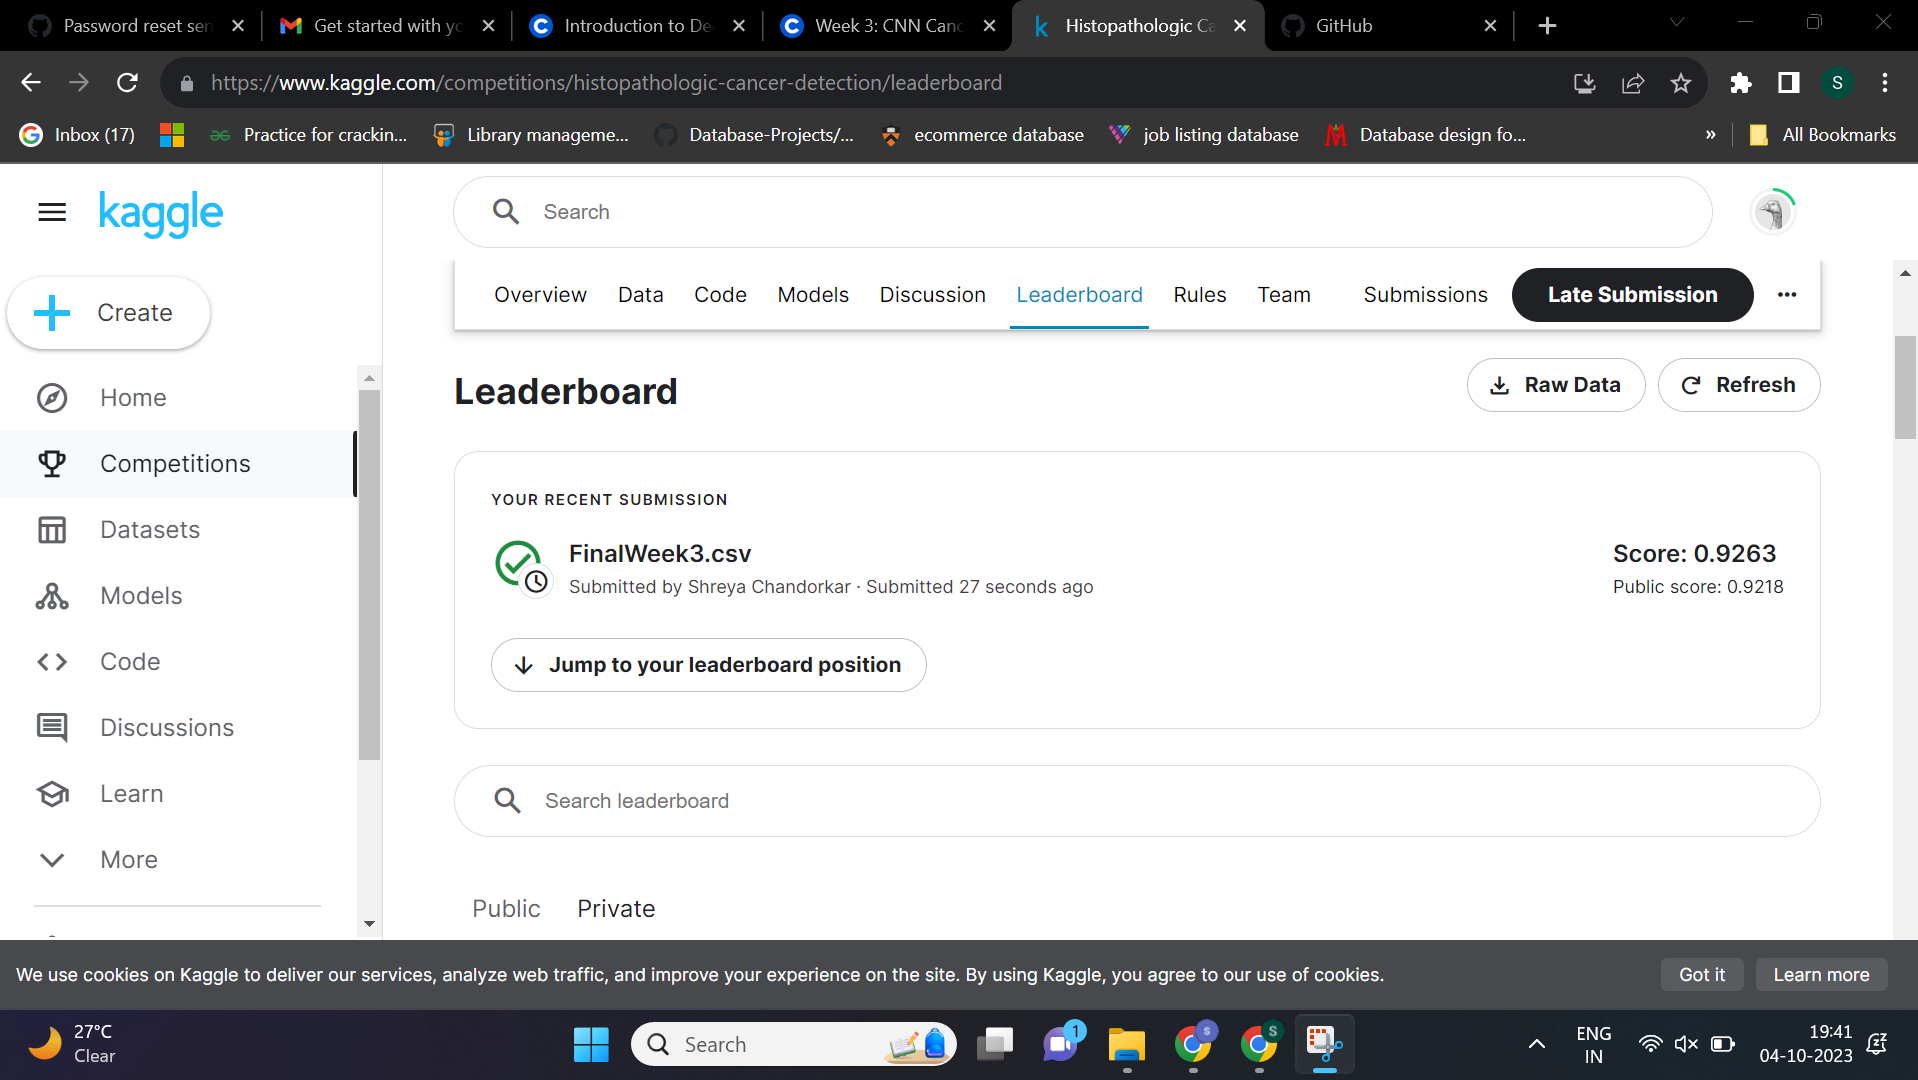 Password reset sen
Get started with yo
Introduction to De
Week 3: CNN Canc
Histopathologic Ca
GitHub
https://www.kaggle.com/competitions/histopathologic-cancer-detection/leaderboard
S
Inbox (17)
Practice for crackin...
Library manageme...
Database-Projects/...
ecommerce database
job listing database
Database design fo...
»
All Bookmarks
kaggle
Search
Create
Overview
Data
Code
Models
Discussion
Leaderboard
Rules
Team
Submissions
Late Submission
Home
Competitions
Datasets
Models
Code
Discussions
Learn
More
Leaderboard
Raw Data
Refresh
YOUR RECENT SUBMISSION
FinalWeek3.csv
Score: 0.9263
Submitted by Shreya Chandorkar · Submitted 27 seconds ago
Public score: 0.9218
Jump to your leaderboard position
Search leaderboard
Public
Private
We use cookies on Kaggle to deliver our services, analyze web traffic, and improve your experience on the site. By using Kaggle, you agree to our use of cookies.
Got it
Learn more
27°C
Clear
Search
1
S
S
ENG
IN
19:41
04-10-2023